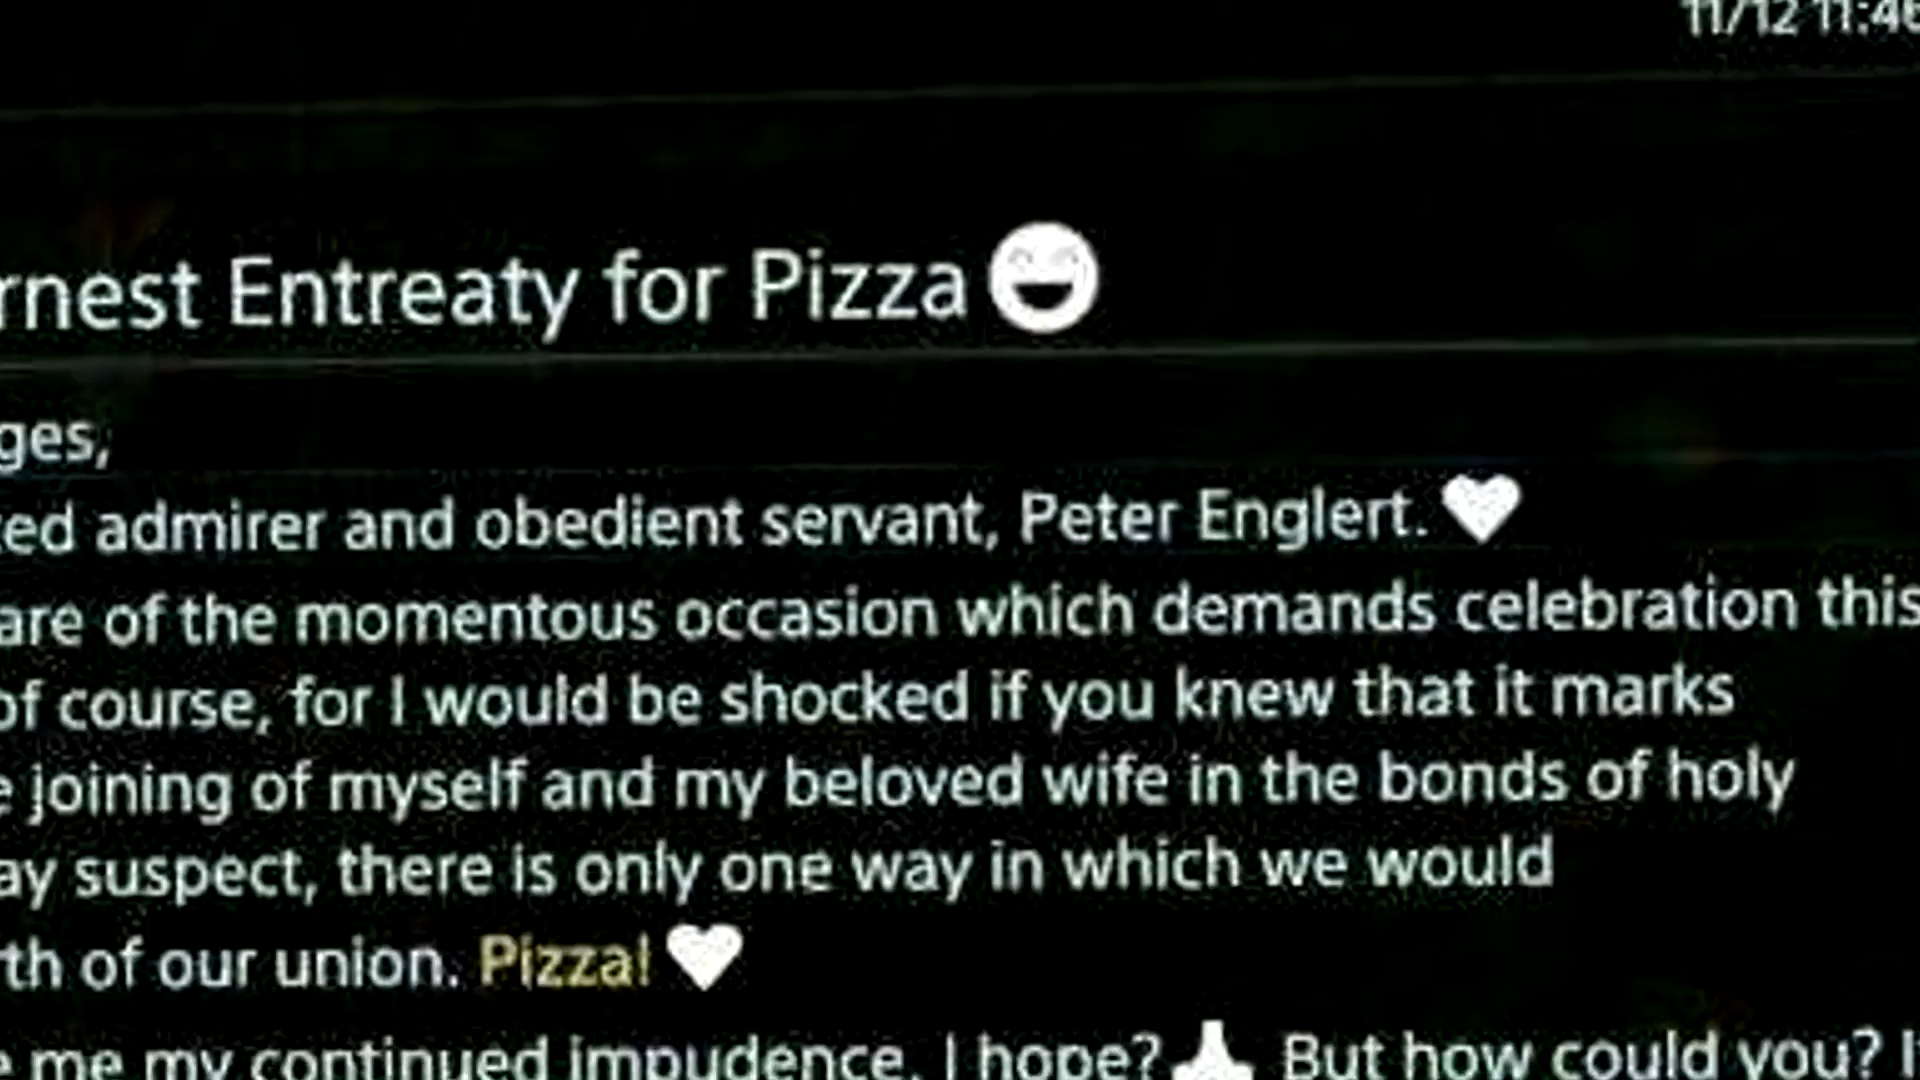 11/12 11:46
rnest Entreaty for Pizza 😄
ges,
ed admirer and obedient servant, Peter Englert. ♥
are of the momentous occasion which demands celebration this
of course, for I would be shocked if you knew that it marks
e joining of myself and my beloved wife in the bonds of holy
ay suspect, there is only one way in which we would
rth of our union. Pizza! ♥
e me my continued impudence, I hope? 🙏 But how could you? I